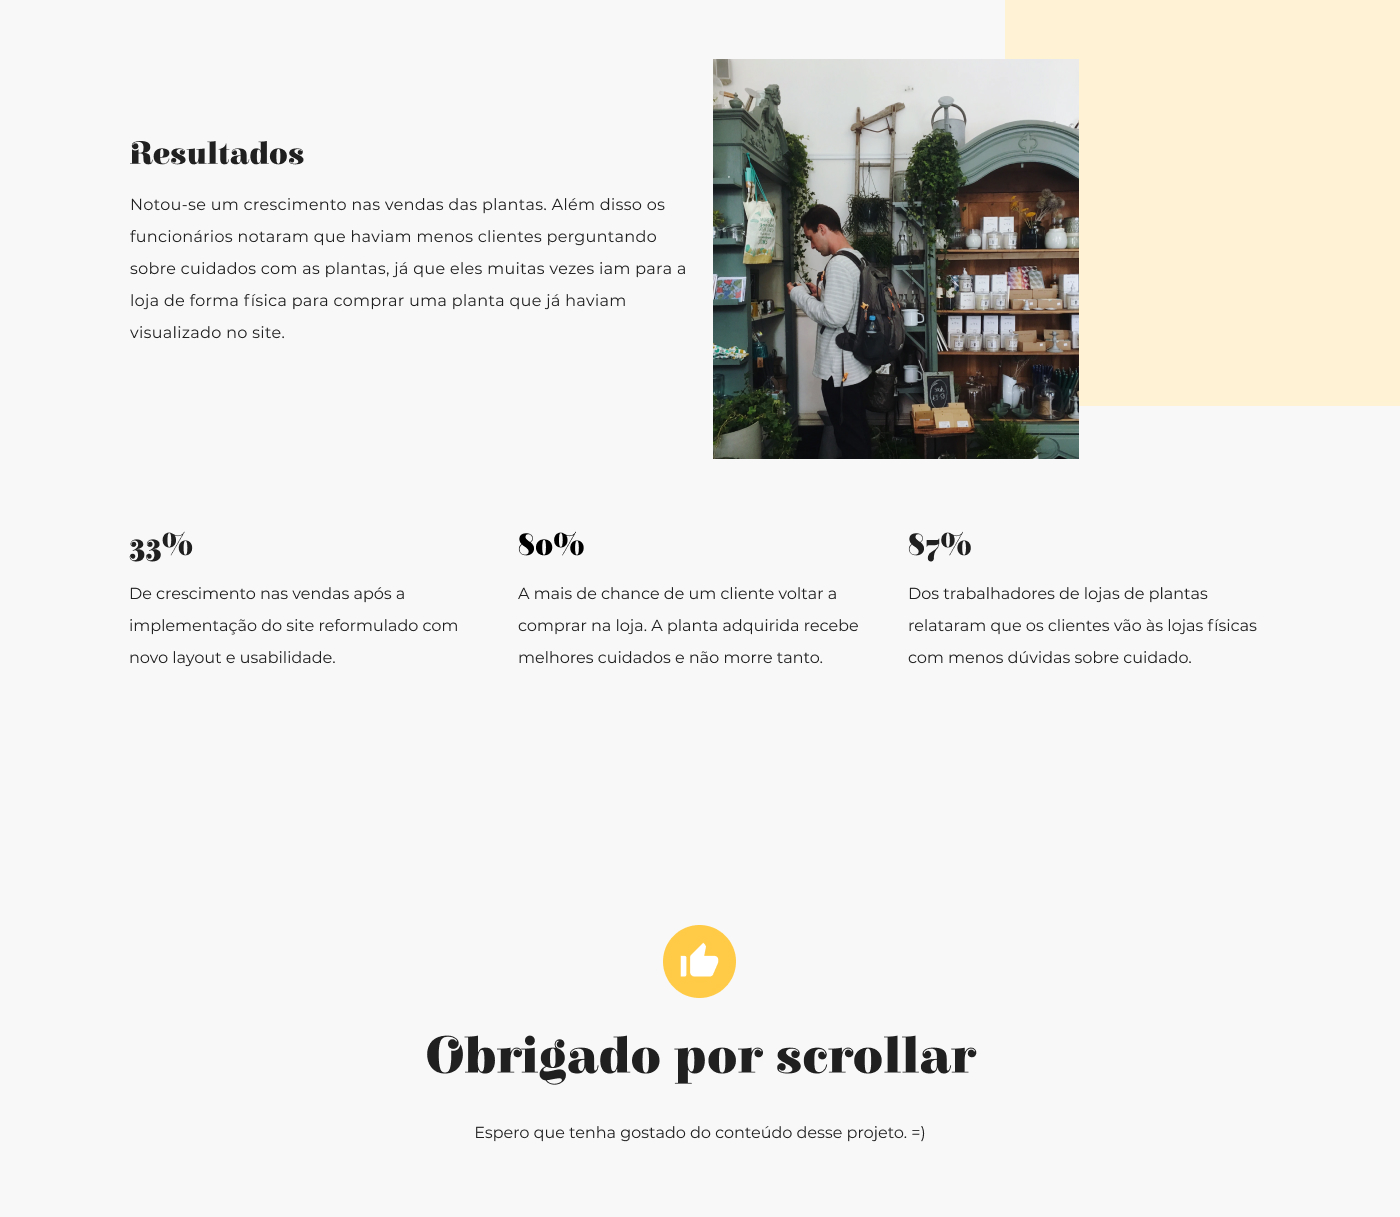 Resultados
Notou-se um crescimento nas vendas das plantas. Além disso os
funcionários notaram que haviam menos clientes perguntando
sobre cuidados com as plantas, já que eles muitas vezes iam para a
loja de forma física para comprar uma planta que já haviam
visualizado no site.
33%
De crescimento nas vendas após a
implementação do site reformulado com
novo layout e usabilidade.
80%
A mais de chance de um cliente voltar a
comprar na loja. A planta adquirida recebe
melhores cuidados e não morre tanto.
87%
Dos trabalhadores de lojas de plantas
relataram que os clientes vão às lojas físicas
com menos dúvidas sobre cuidado.
Obrigado por scrollar
Espero que tenha gostado do conteúdo desse projeto. =)